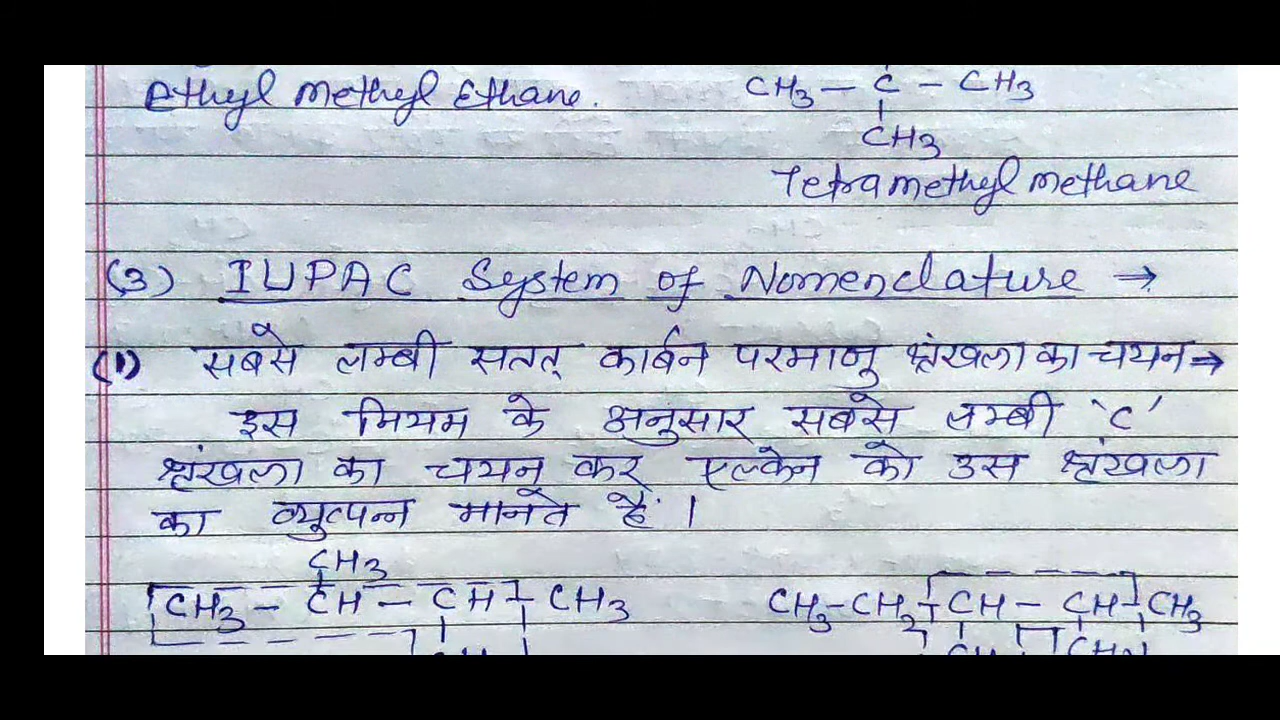 Ethyl Methyl Ethane.
CH3 – C – CH3
CH3
Tetramethyl methane
(3) IUPAC System of Nomenclature →
(1) सबसे लम्बी सतत् कार्बन परमाणु श्रृंखला का चयन →
इस नियम के अनुसार सबसे लम्बी 'C'
श्रृंखला का चयन कर एल्केन को उस श्रृंखला
का व्युत्पन्न मानते है ।
CH3
CH3 – CH – CH – CH3
CH3–CH2–CH – CH–CH3